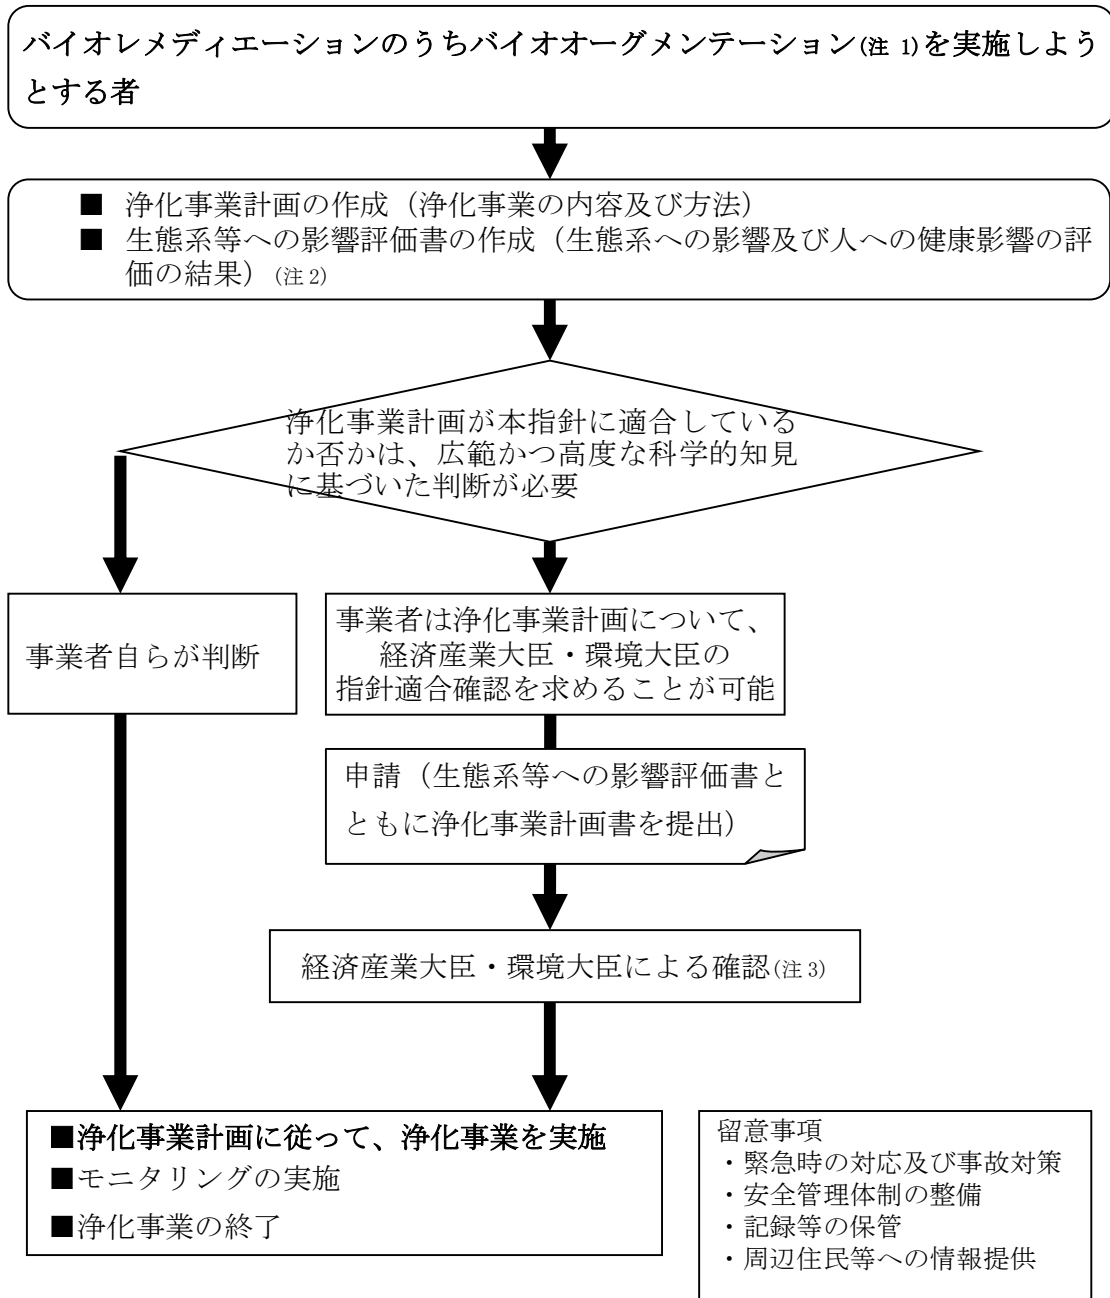 バイオレメディエーションのうちバイオオーグメンテーション(注 1)を実施しよう
とする者
■ 浄化事業計画の作成（浄化事業の内容及び方法）
■ 生態系等への影響評価書の作成（生態系への影響及び人への健康影響の評
価の結果）(注 2)
浄化事業計画が本指針に適合している
か否かは、広範かつ高度な科学的知見
に基づいた判断が必要
事業者自らが判断
事業者は浄化事業計画について、
経済産業大臣・環境大臣の
指針適合確認を求めることが可能
申請（生態系等への影響評価書と
ともに浄化事業計画書を提出）
経済産業大臣・環境大臣による確認(注 3)
■浄化事業計画に従って、浄化事業を実施
■モニタリングの実施
■浄化事業の終了
留意事項
・緊急時の対応及び事故対策
・安全管理体制の整備
・記録等の保管
・周辺住民等への情報提供